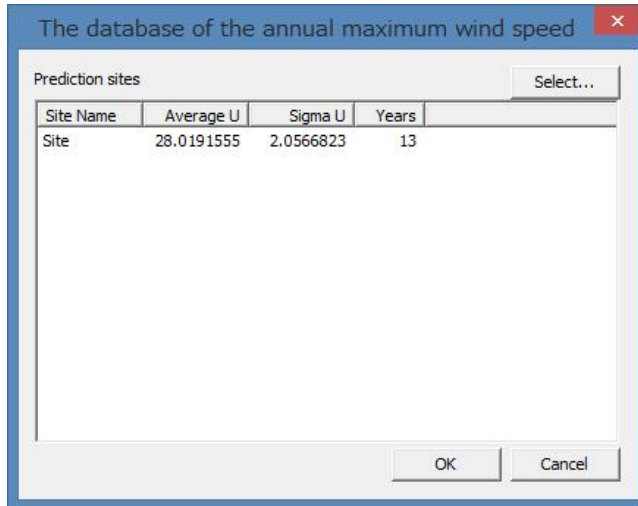 The database of the annual maximum wind speed
Prediction sites
Select...
Site Name Average U Sigma U Years
Site 28.0191555 2.0566823 13
OK Cancel